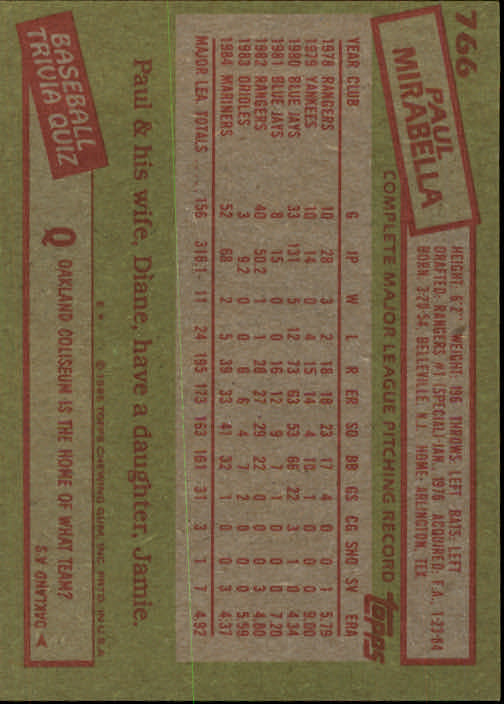 766
PAUL
MIRABELLA
HEIGHT: 6'2" WEIGHT: 196 THROWS: LEFT BATS: LEFT
DRAFTED: RANGERS #1 (SPECIAL)-JAN., 1976 ACQUIRED: F.A., 1-23-84
BORN: 3-20-54, BELLEVILLE, N.J. HOME: ARLINGTON, TEX.
COMPLETE MAJOR LEAGUE PITCHING RECORD
topps
YEAR CLUB G IP W L R ER SO BB GS CG SHO SV ERA
1978 RANGERS 10 28 3 2 18 18 23 17 4 0 0 1 5.79
1979 YANKEES 10 14 0 4 15 14 4 10 1 0 0 0 9.00
1980 BLUE JAYS 33 131 5 12 73 63 53 66 22 3 1 0 4.34
1981 BLUE JAYS 8 15 0 0 16 12 9 7 1 0 0 0 7.20
1982 RANGERS 40 50.2 1 1 28 27 29 22 0 0 0 3 4.80
1983 ORIOLES 3 9.2 0 0 6 6 4 7 2 0 0 0 5.59
1984 MARINERS 52 68 2 5 39 33 41 32 1 0 0 3 4.37
MAJOR LEA. TOTALS ... 156 316.1- 11 24 195 173 163 161 31 3 1 7 4.92
Paul & his wife, Diane, have a daughter, Jamie.
E * © 1985 TOPPS CHEWING GUM, INC. PRTD. IN U.S.A.
BASEBALL
TRIVIA QUIZ
Q OAKLAND COLISEUM IS THE HOME OF WHAT TEAM?
OAKLAND A'S